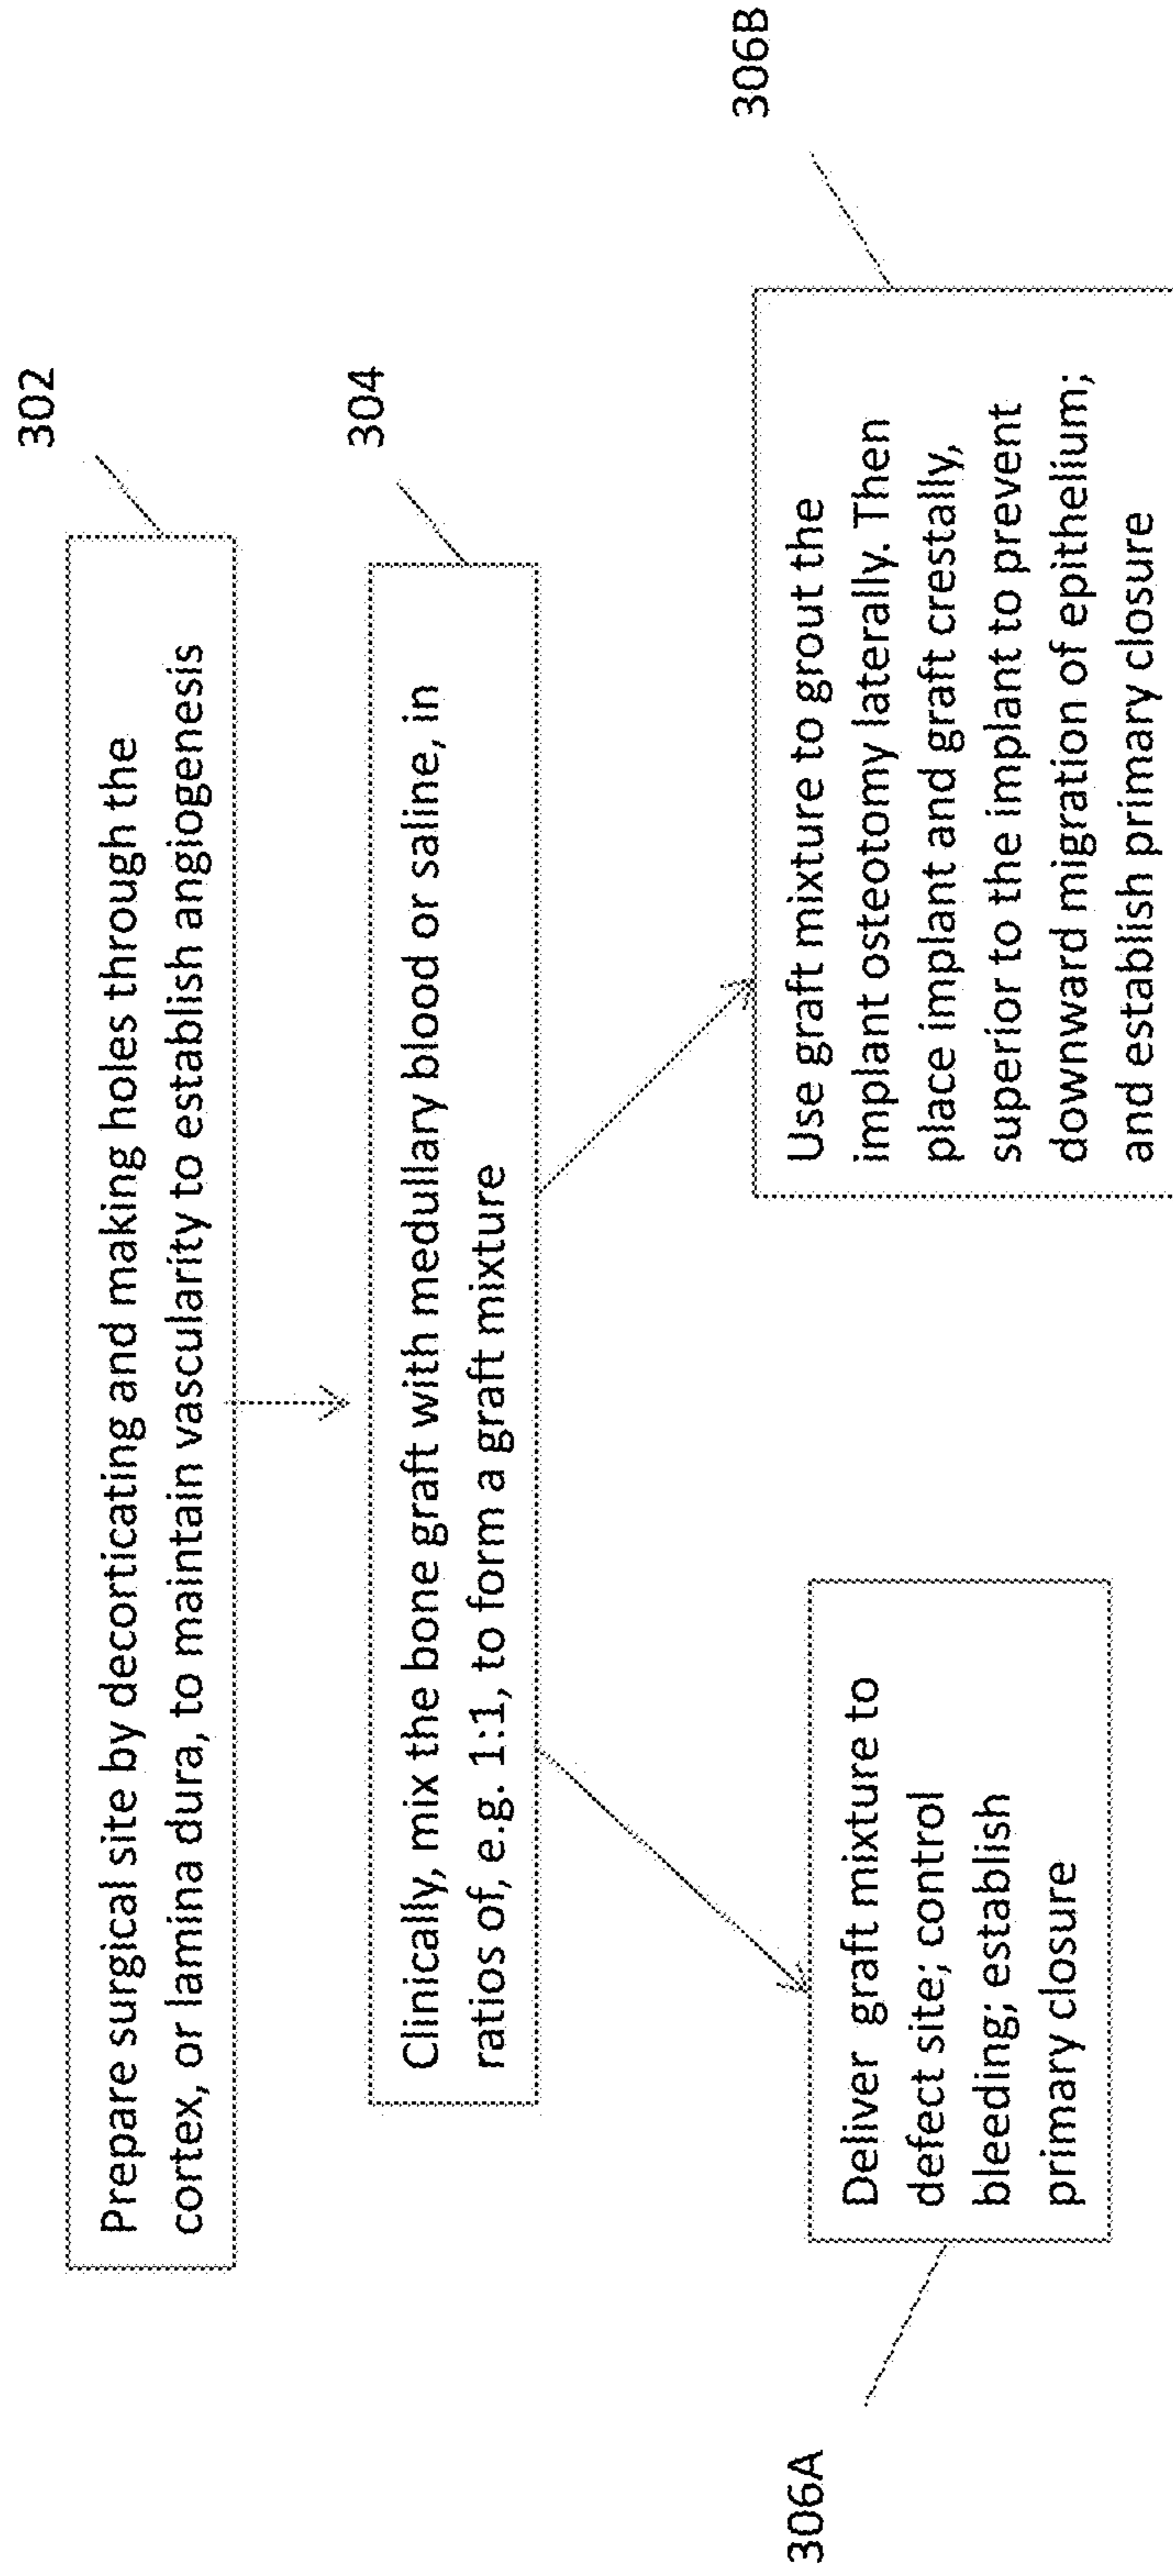 302
Prepare surgical site by decorticating and making holes through the
cortex, or lamina dura, to maintain vascularity to establish angiogenesis
304
Clinically, mix the bone graft with medullary blood or saline, in
ratios of, e.g. 1:1, to form a graft mixture
306A
Deliver graft mixture to
defect site; control
bleeding; establish
primary closure
306B
Use graft mixture to grout the
implant osteotomy laterally. Then
place implant and graft crestally,
superior to the implant to prevent
downward migration of epithelium;
and establish primary closure